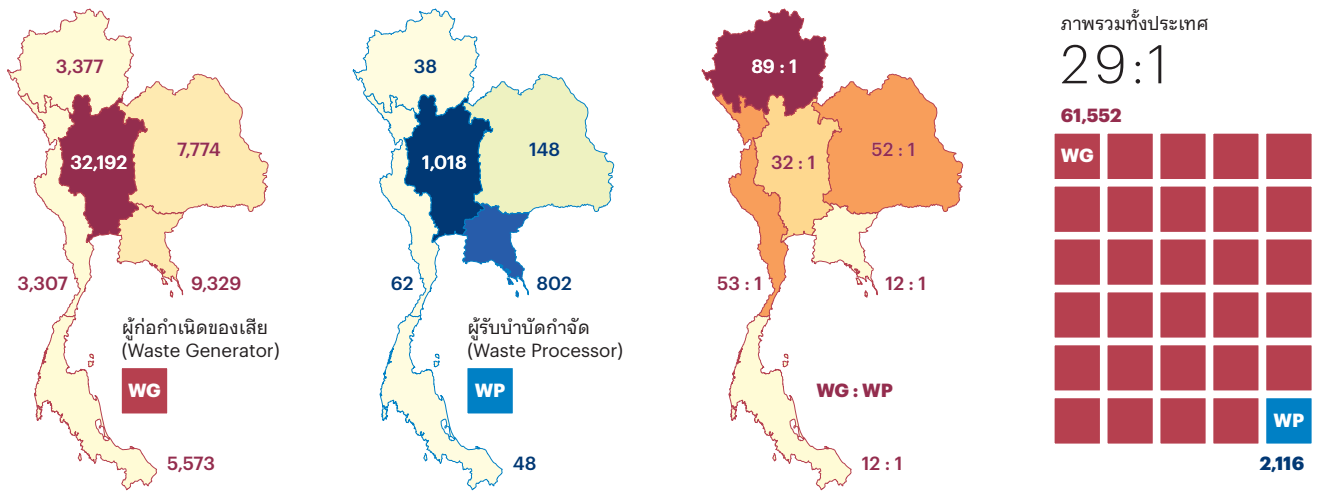 3,377
32,192
7,774
3,307
9,329
ผู้ก่อกำเนิดของเสีย
(Waste Generator)
WG
5,573
38
1,018
148
62
802
ผู้รับบำบัดกำจัด
(Waste Processor)
WP
48
89 : 1
32 : 1
52 : 1
53 : 1
12 : 1
WG : WP
12 : 1
ภาพรวมทั้งประเทศ
29:1
61,552
WG
WP
2,116